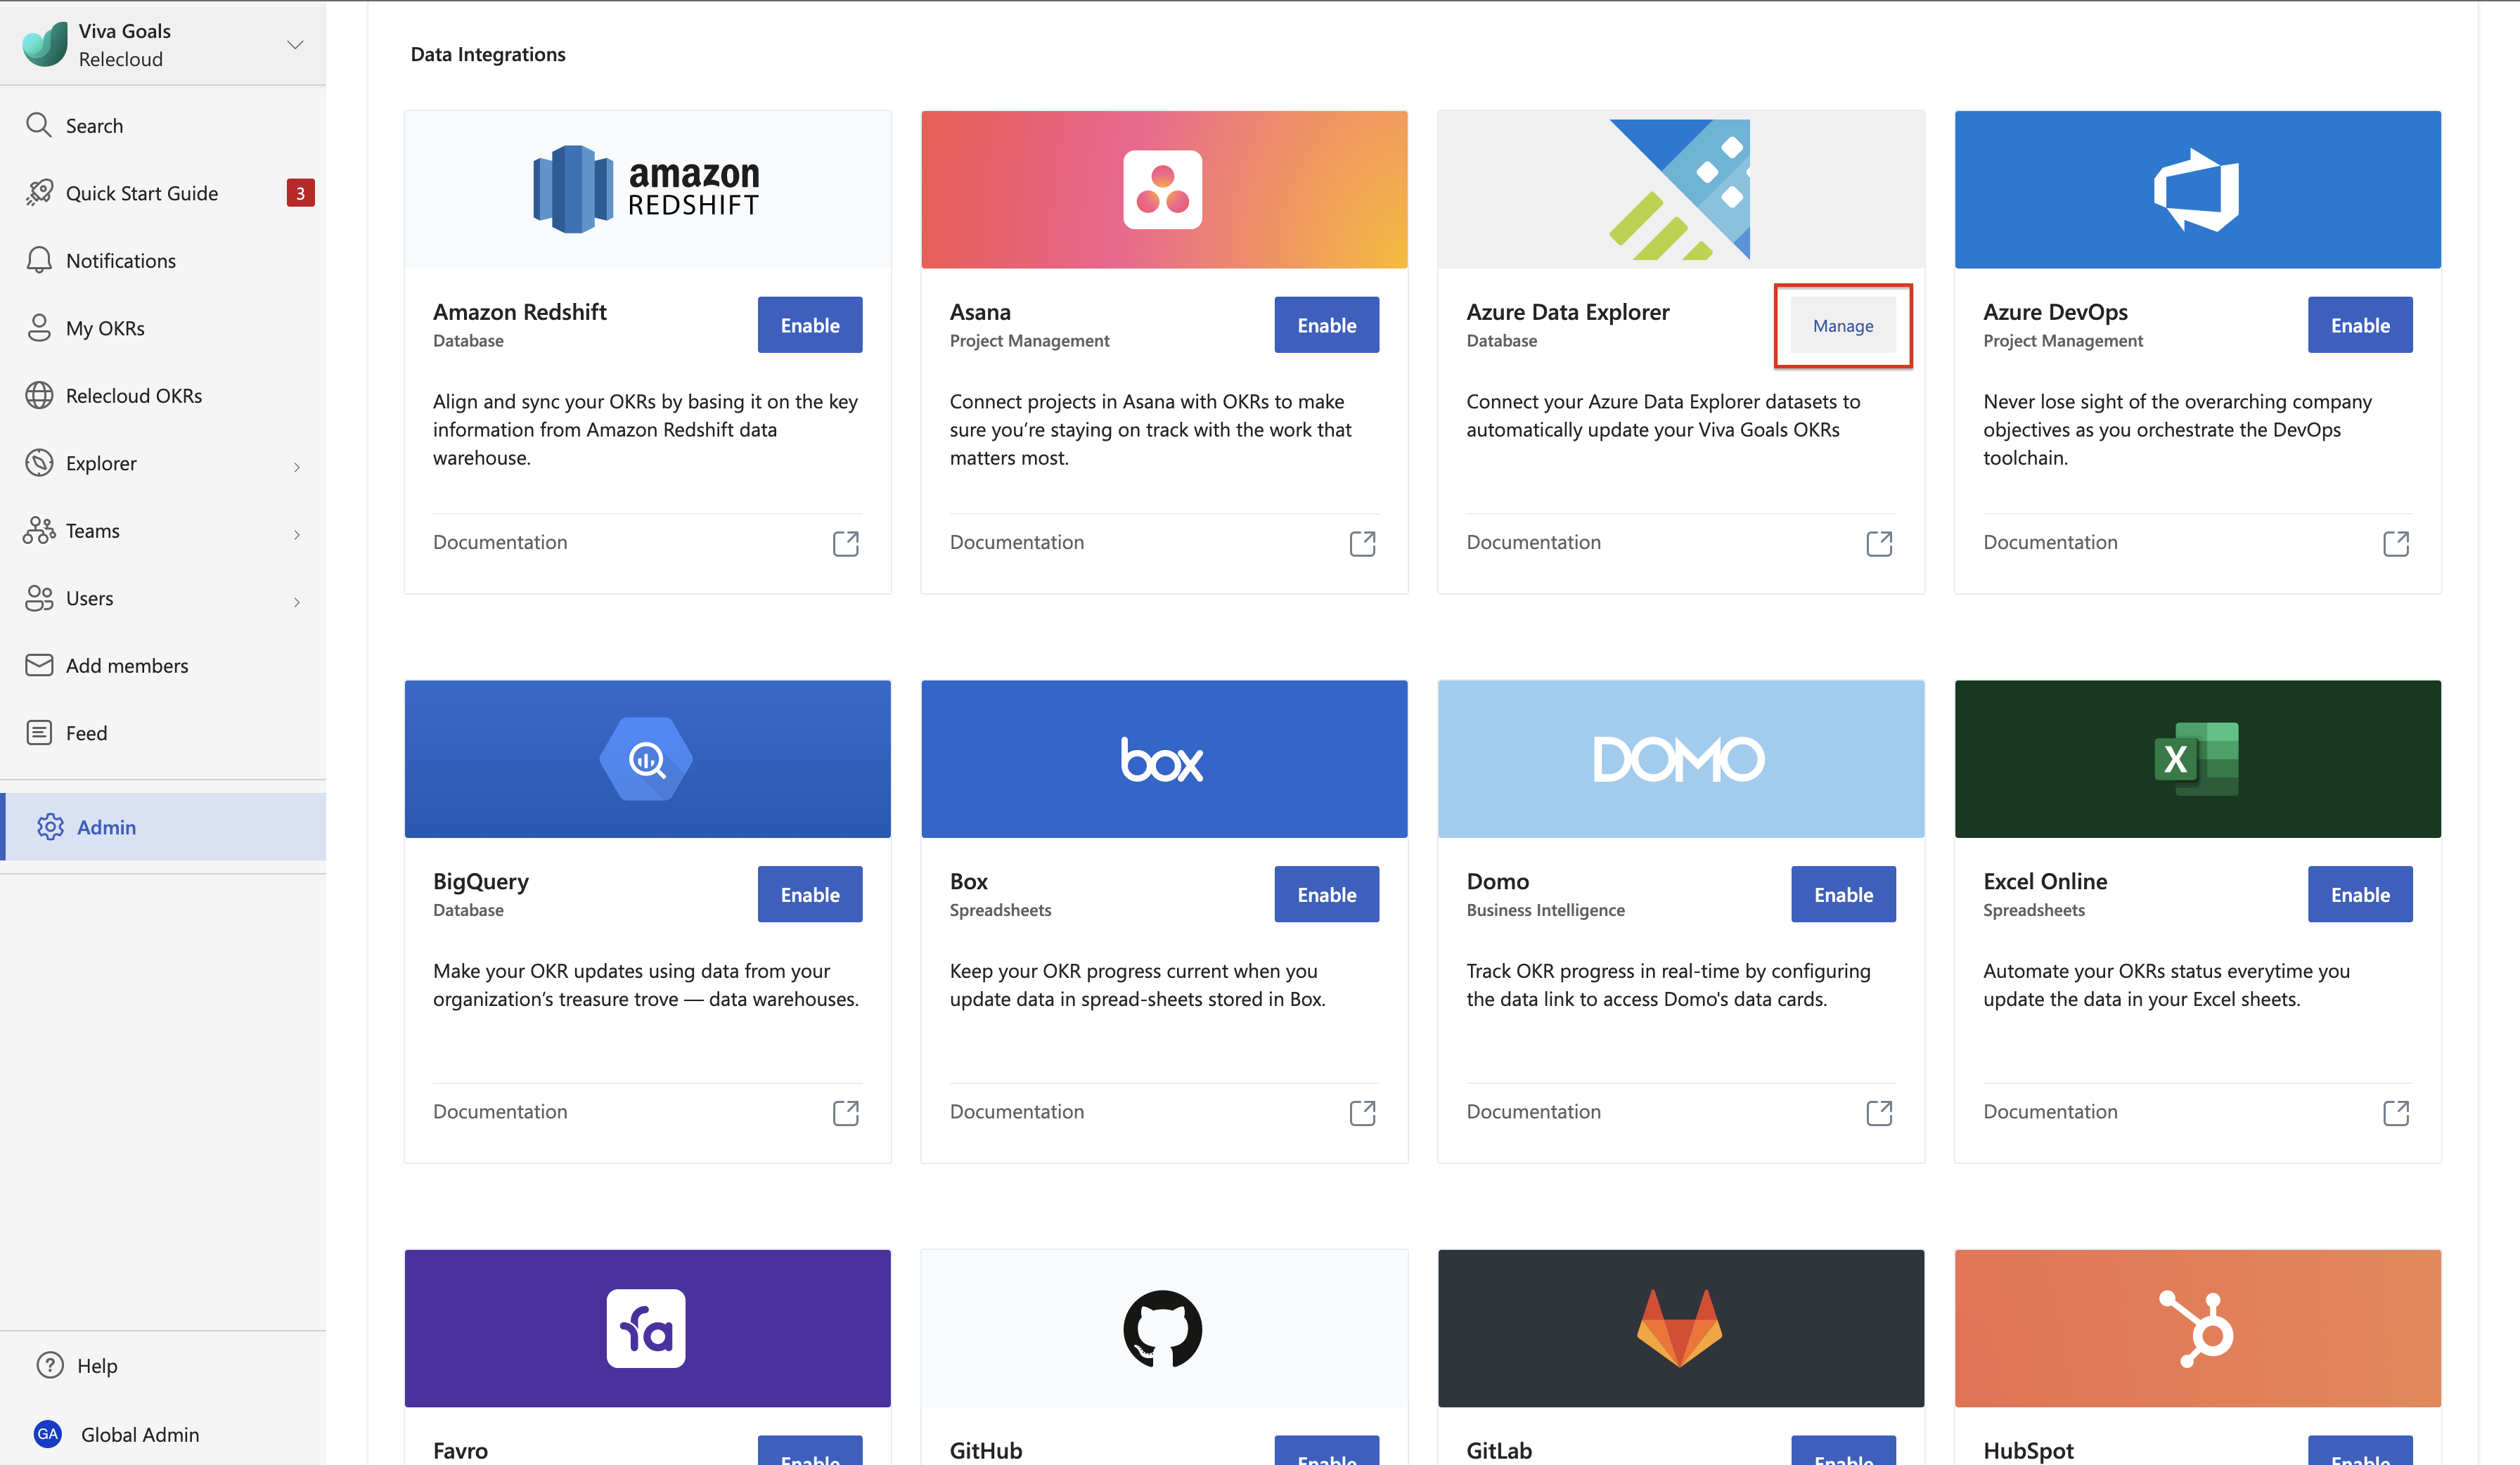 Viva Goals
Relecloud
Search
Quick Start Guide
3
Notifications
My OKRs
Relecloud OKRs
Explorer
Teams
Users
Add members
Feed
Admin
Help
GA
Global Admin
Data Integrations
amazon
REDSHIFT
Amazon Redshift
Enable
Database
Align and sync your OKRs by basing it on the key
information from Amazon Redshift data
warehouse.
Documentation
Asana
Enable
Project Management
Connect projects in Asana with OKRs to make
sure you’re staying on track with the work that
matters most.
Documentation
Azure Data Explorer
Manage
Database
Connect your Azure Data Explorer datasets to
automatically update your Viva Goals OKRs
Documentation
Azure DevOps
Enable
Project Management
Never lose sight of the overarching company
objectives as you orchestrate the DevOps
toolchain.
Documentation
BigQuery
Enable
Database
Make your OKR updates using data from your
organization’s treasure trove — data warehouses.
Documentation
box
Box
Enable
Spreadsheets
Keep your OKR progress current when you
update data in spread-sheets stored in Box.
Documentation
DOMO
Domo
Enable
Business Intelligence
Track OKR progress in real-time by configuring
the data link to access Domo's data cards.
Documentation
X
Excel Online
Enable
Spreadsheets
Automate your OKRs status everytime you
update the data in your Excel sheets.
Documentation
fa
Favro
Enable
GitHub
Enable
GitLab
Enable
HubSpot
Enable